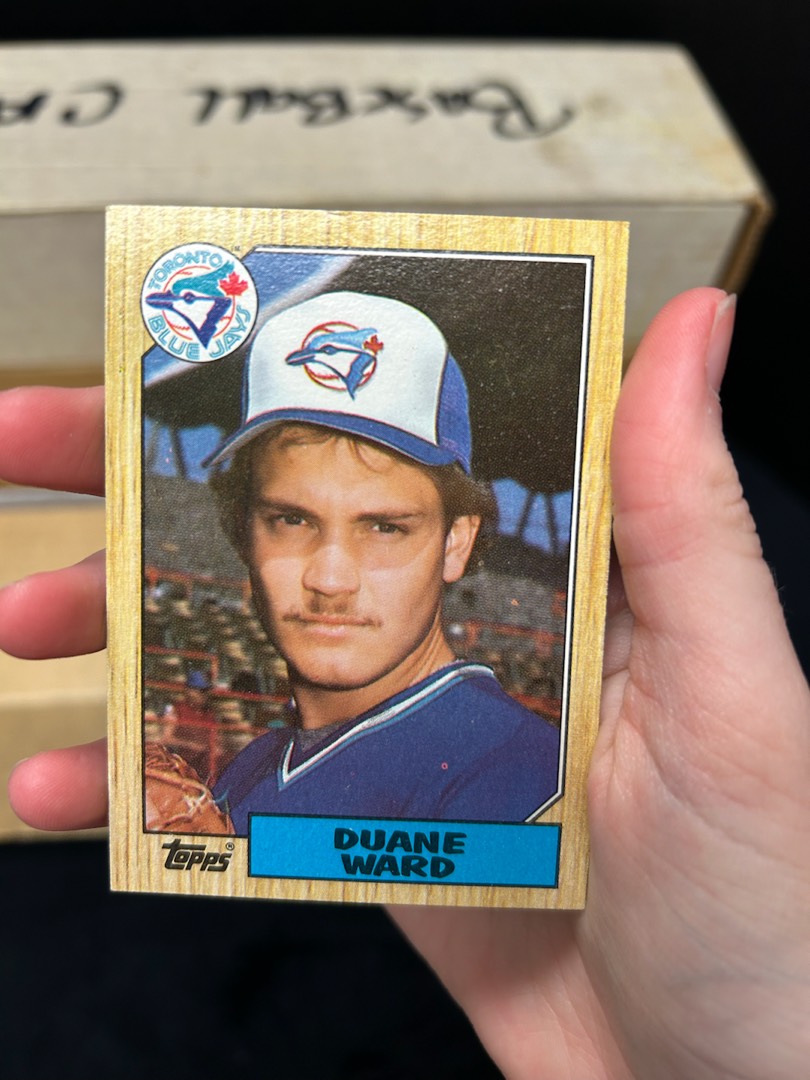 BaseBall CA
TORONTO
BLUE JAYS
topps®
DUANE
WARD